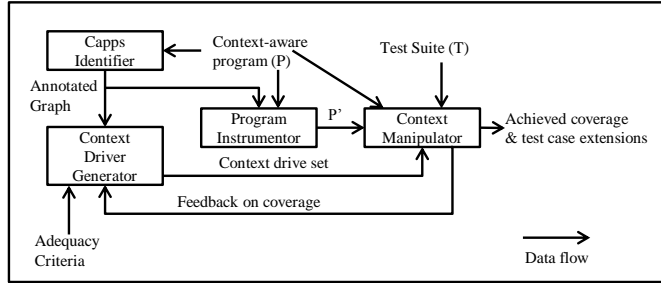 Capps
Identifier
Context-aware
program (P)
Test Suite (T)
Annotated
Graph
Program
Instrumentor
P’
Context
Manipulator
Achieved coverage
& test case extensions
Context
Driver
Generator
Context drive set
Feedback on coverage
Adequacy
Criteria
Data flow